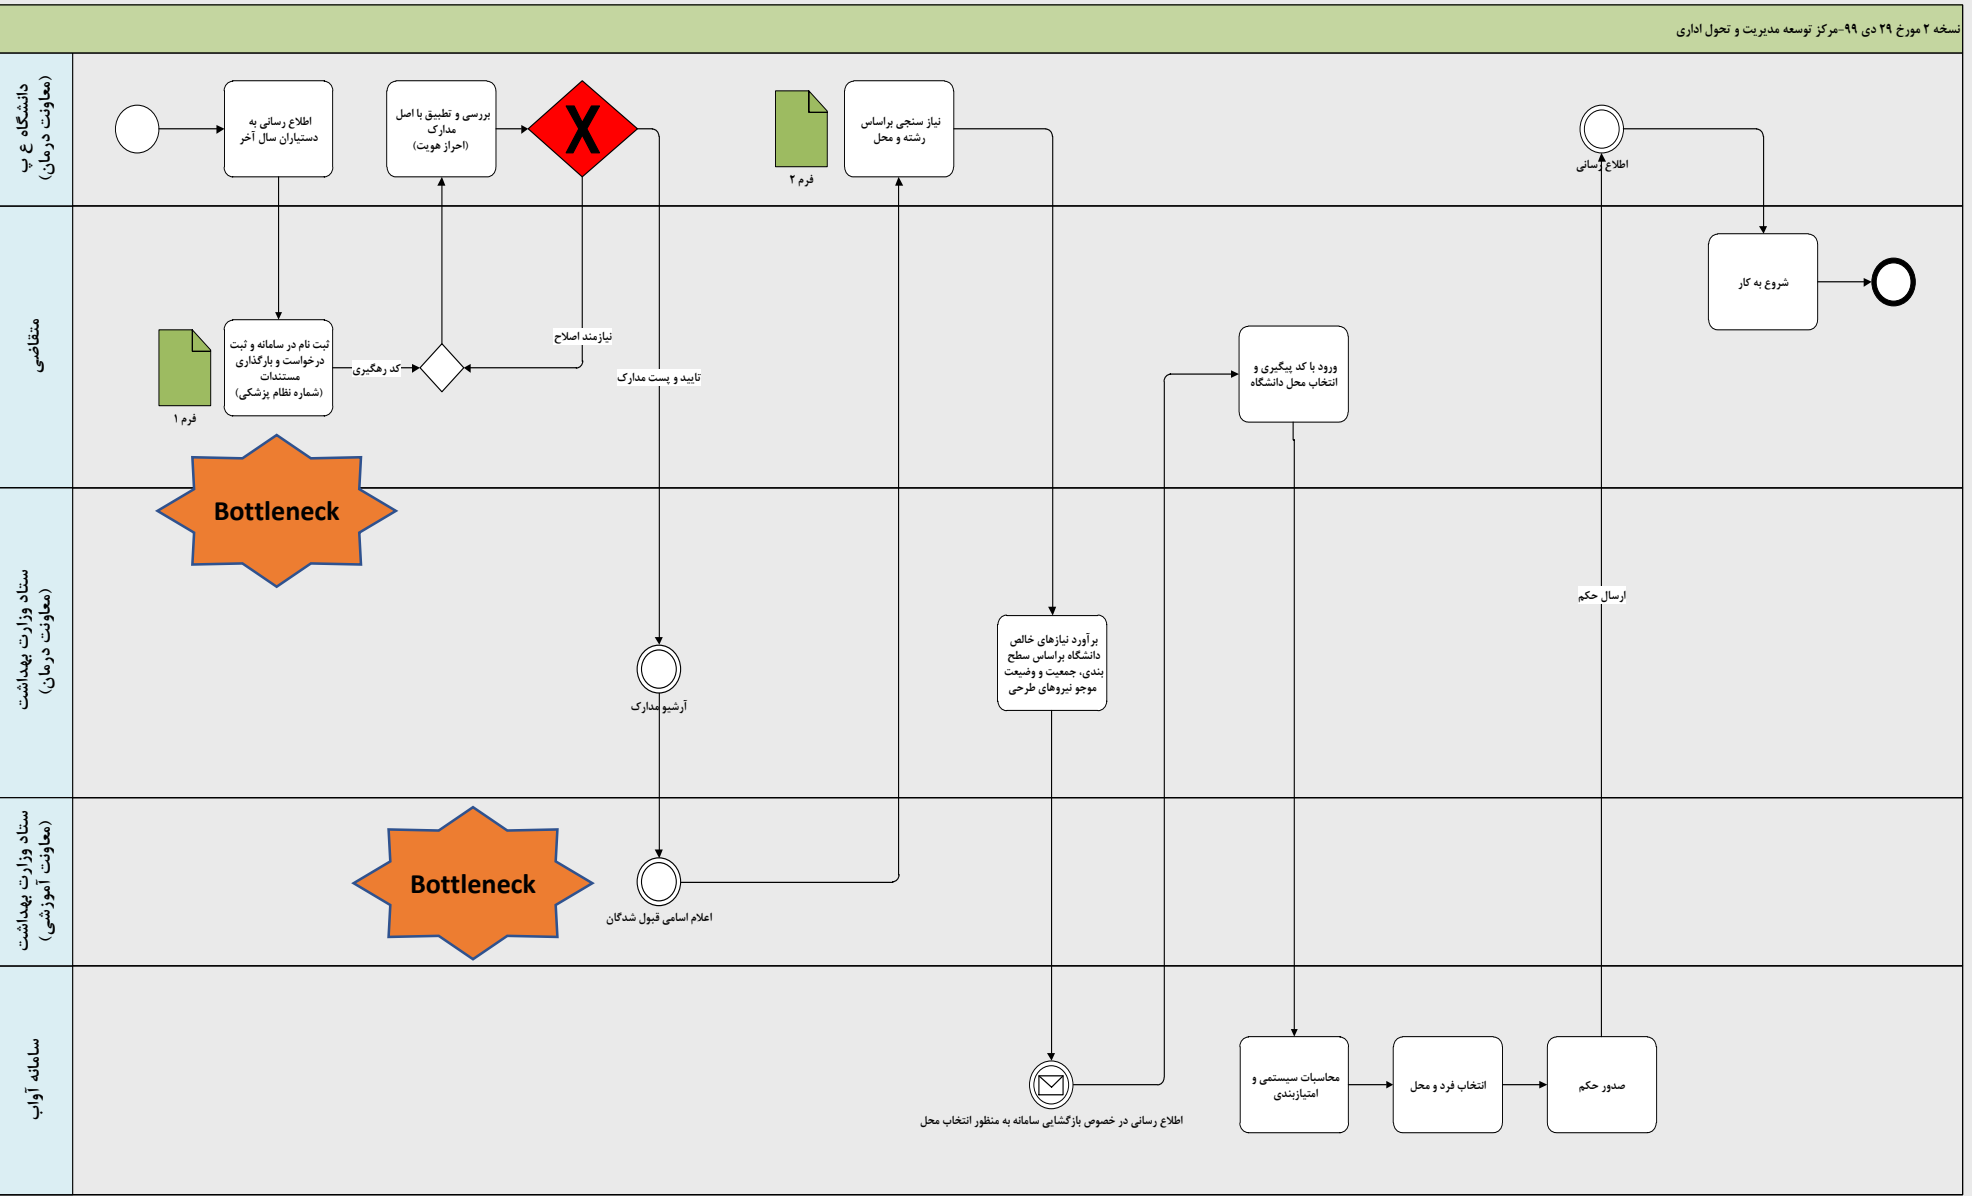 نسخه ۲ مورخ ۲۹ دی ۹۹-مرکز توسعه مدیریت و تحول اداری
دانشگاه ع پ
(معاونت درمان)
اطلاع رسانی به
دستیاران سال آخر
بررسی و تطبیق با اصل
مدارک
(احراز هویت)
X
فرم ۲
نیاز سنجی براساس
رشته و محل
اطلاع رسانی
متقاضی
فرم ۱
ثبت نام در سامانه و ثبت
درخواست و بارگذاری
مستندات
(شماره نظام پزشکی)
کد رهگیری
نیازمند اصلاح
تایید و پست مدارک
ورود با کد پیگیری و
انتخاب محل دانشگاه
شروع به کار
Bottleneck
ستاد وزارت بهداشت
(معاونت درمان)
آرشیو مدارک
برآورد نیازهای خالص
دانشگاه براساس سطح
بندی، جمعیت و وضیعت
موجو نیروهای طرحی
ارسال حکم
ستاد وزارت بهداشت
(معاونت آموزشی)
Bottleneck
اعلام اسامی قبول شدگان
سامانه آواب
اطلاع رسانی در خصوص بازگشایی سامانه به منظور انتخاب محل
محاسبات سیستمی و
امتیازبندی
انتخاب فرد و محل
صدور حکم